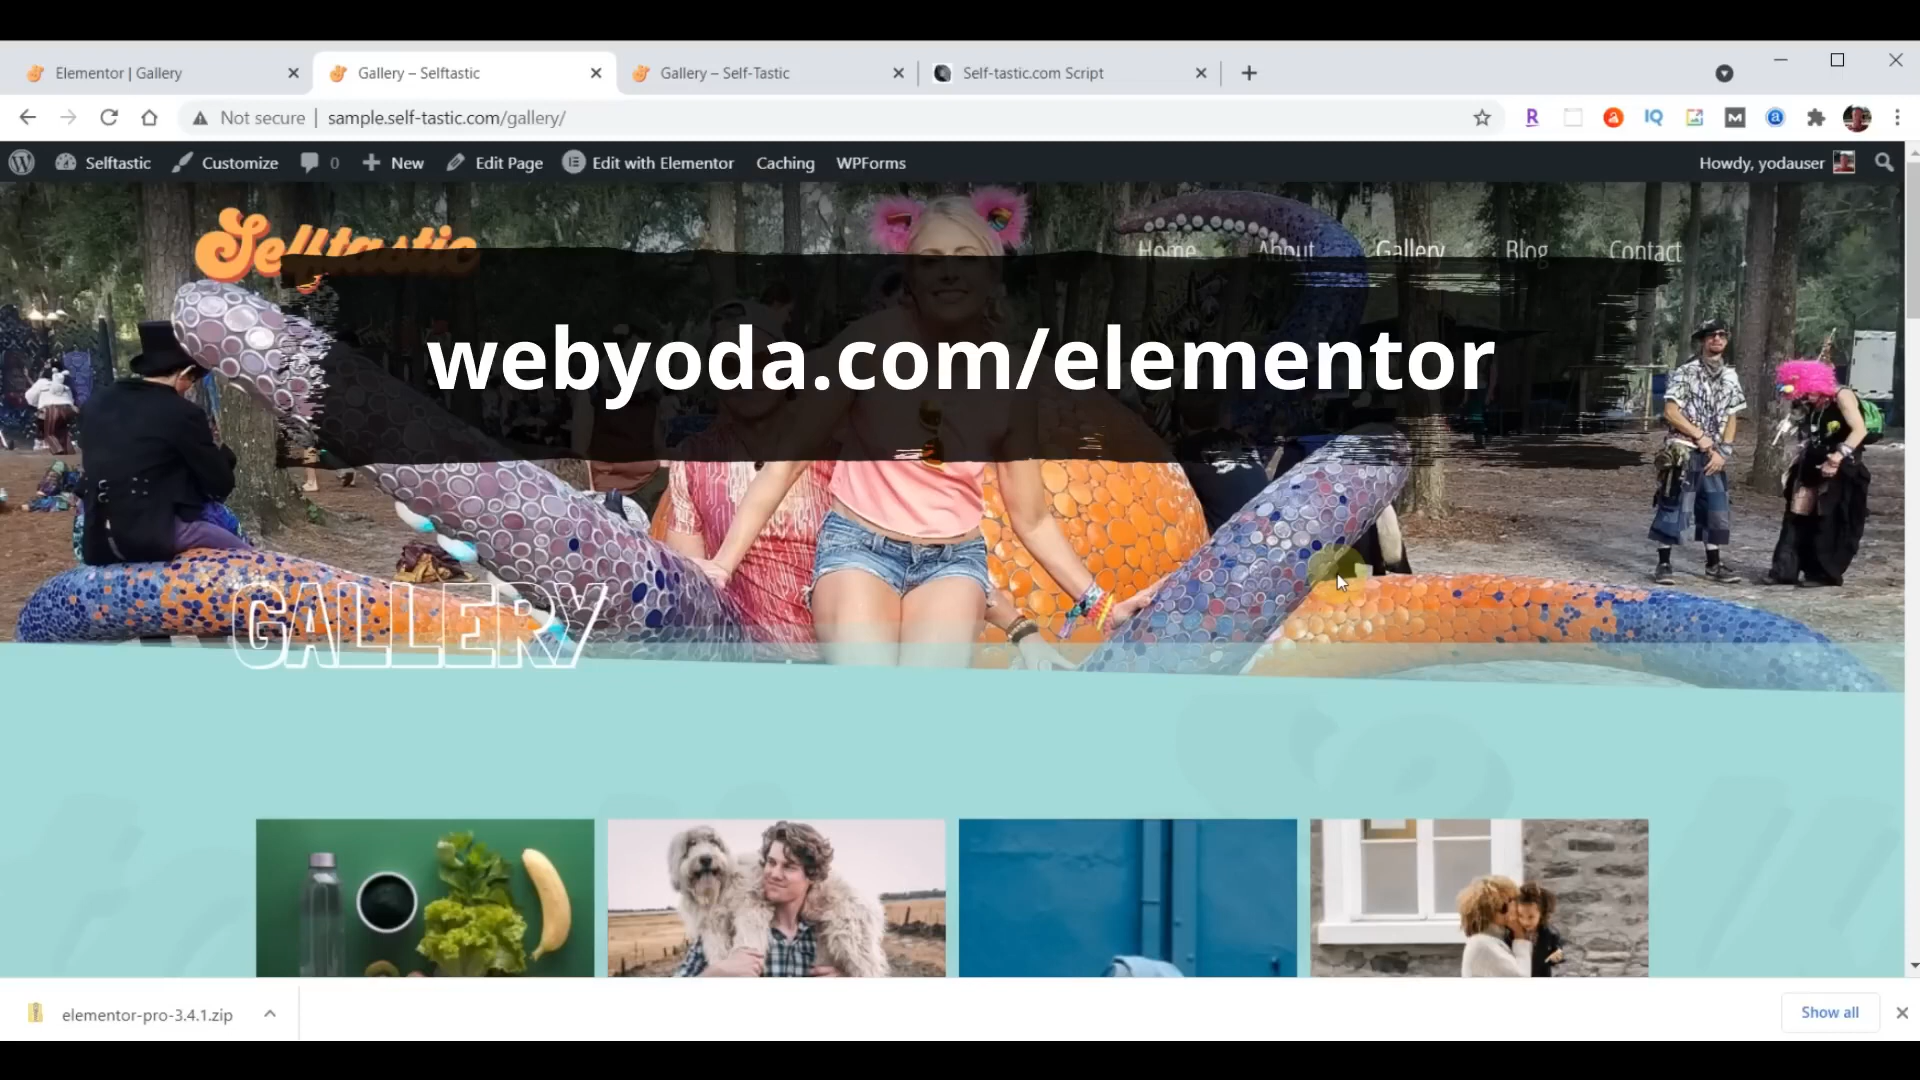 Elementor | Gallery
Gallery – Selftastic
Gallery – Self-Tastic
Self-tastic.com Script
Not secure | sample.self-tastic.com/gallery/
Selftastic Customize 0 New Edit Page Edit with Elementor Caching WPForms Howdy, yodauser
Selftastic
Home About Gallery Blog Contact
webyoda.com/elementor
GALLERY
elementor-pro-3.4.1.zip
Show all